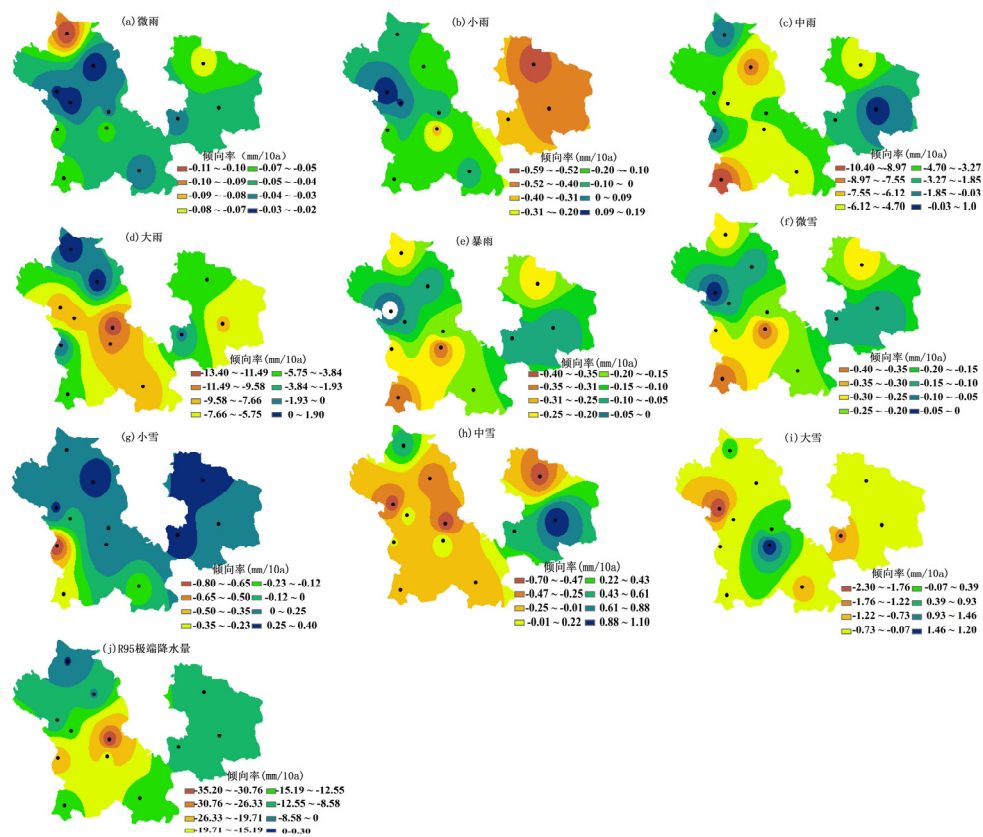 (a)微雨
倾向率（mm/10a）
-0.11 ~ -0.10 -0.07 ~ -0.05
-0.10 ~ -0.09 -0.05 ~ -0.04
-0.09 ~ -0.08 -0.04 ~ -0.03
-0.08 ~ -0.07 -0.03 ~ -0.02
(b)小雨
倾向率(mm/10a)
-0.59 ~ -0.52 -0.20 ~ -0.10
-0.52 ~ -0.40 -0.10 ~ 0
-0.40 ~ -0.31 0 ~ 0.09
-0.31 ~ -0.20 0.09 ~ 0.19
(c)中雨
倾向率(mm/10a)
-10.40 ~ -8.97 -4.70 ~ -3.27
-8.97 ~ -7.55 -3.27 ~ -1.85
-7.55 ~ -6.12 -1.85 ~ -0.03
-6.12 ~ -4.70 -0.03 ~ 1.0
(d)大雨
倾向率(mm/10a)
-13.40 ~ -11.49 -5.75 ~ -3.84
-11.49 ~ -9.58 -3.84 ~ -1.93
-9.58 ~ -7.66 -1.93 ~ 0
-7.66 ~ -5.75 0 ~ 1.90
(e)暴雨
倾向率(mm/10a)
-0.40 ~ -0.35 -0.20 ~ -0.15
-0.35 ~ -0.31 -0.15 ~ -0.10
-0.31 ~ -0.25 -0.10 ~ -0.05
-0.25 ~ -0.20 -0.05 ~ 0
(f)微雪
倾向率(mm/10a)
-0.40 ~ -0.35 -0.20 ~ -0.15
-0.35 ~ -0.30 -0.15 ~ -0.10
-0.30 ~ -0.25 -0.10 ~ -0.05
-0.25 ~ -0.20 -0.05 ~ 0
(g)小雪
倾向率(mm/10a)
-0.80 ~ -0.65 -0.23 ~ -0.12
-0.65 ~ -0.50 -0.12 ~ 0
-0.50 ~ -0.35 0 ~ 0.25
-0.35 ~ -0.23 0.25 ~ 0.40
(h)中雪
倾向率(mm/10a)
-0.70 ~ -0.47 0.22 ~ 0.43
-0.47 ~ -0.25 0.43 ~ 0.61
-0.25 ~ -0.01 0.61 ~ 0.88
-0.01 ~ 0.22 0.88 ~ 1.10
(i)大雪
倾向率(mm/10a)
-2.30 ~ -1.76 -0.07 ~ 0.39
-1.76 ~ -1.22 0.39 ~ 0.93
-1.22 ~ -0.73 0.93 ~ 1.46
-0.73 ~ -0.07 1.46 ~ 1.20
(j)R95极端降水量
倾向率(mm/10a)
-35.20 ~ -30.76 -15.19 ~ -12.55
-30.76 ~ -26.33 -12.55 ~ -8.58
-26.33 ~ -19.71 -8.58 ~ 0
-19.71 ~ -15.19 0-0.30